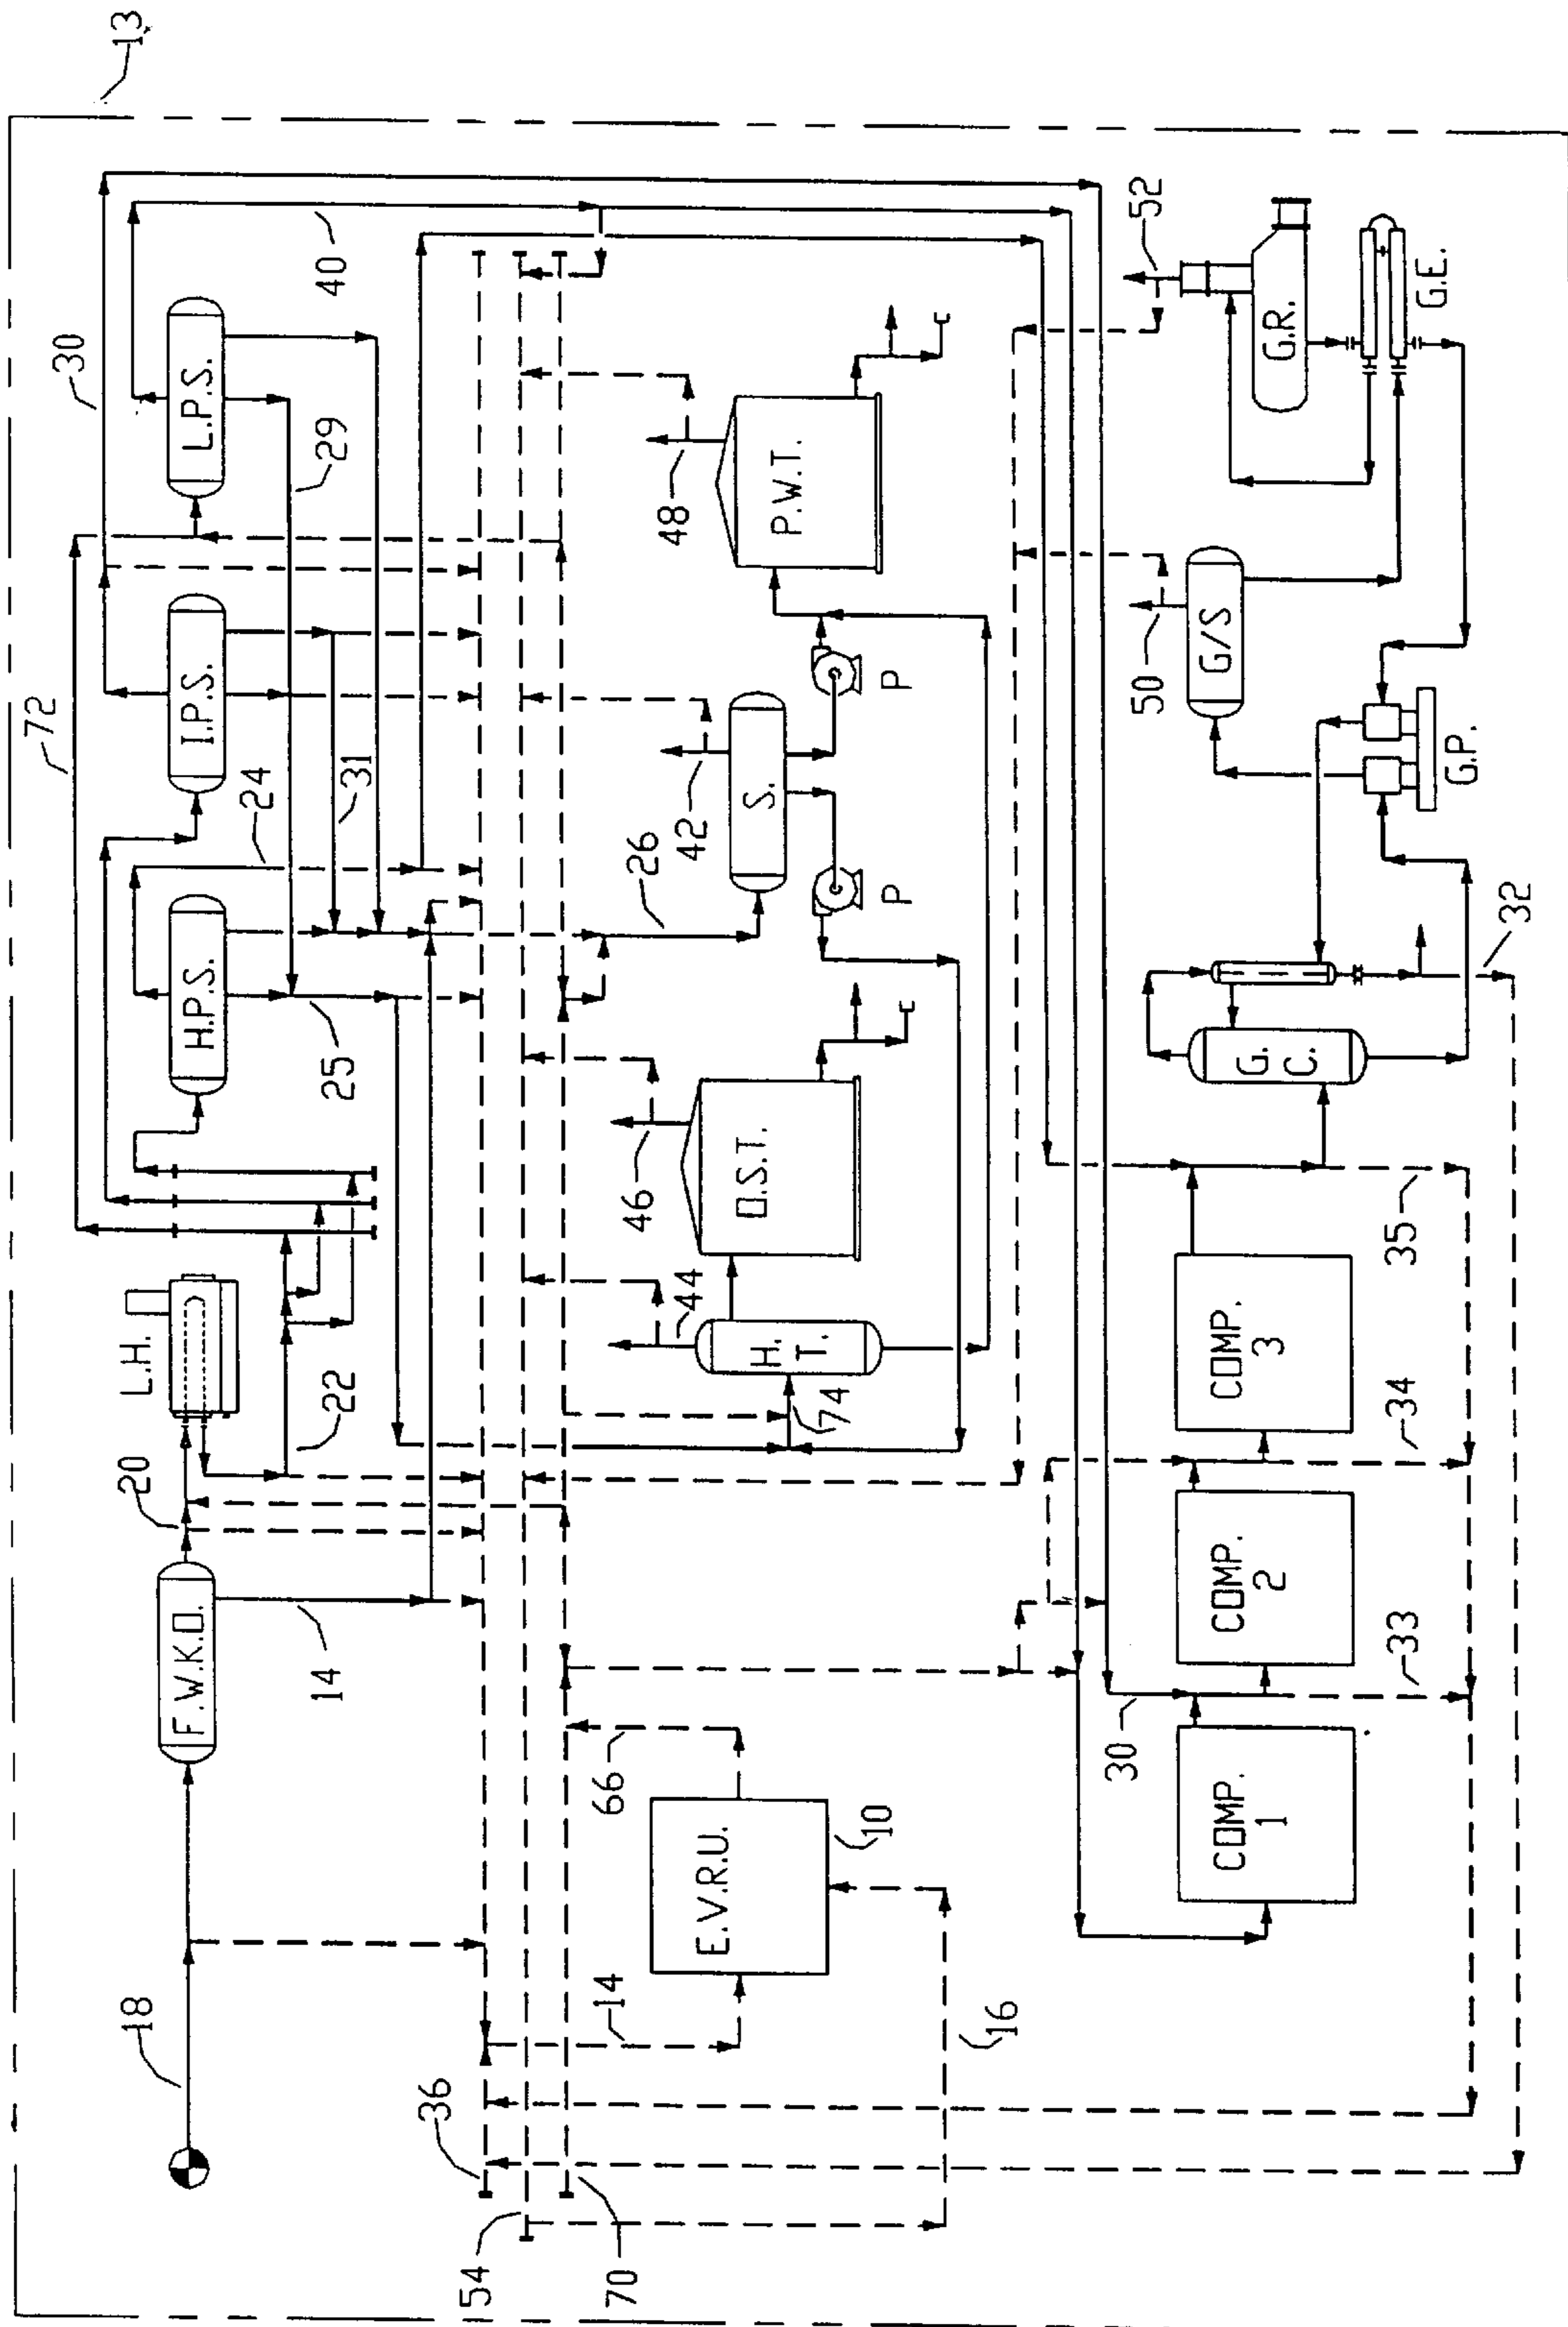 13
18
F.W.K.O.
20
L.H.
22
14
H.P.S.
25
24
31
I.P.S.
72
29
30
L.P.S.
40
36
54
70
14
16
E.V.R.U.
10
66
44
H.
T.
74
46
O.S.T.
26
42
S.
P
P
48
P.W.T.
COMP.
1
30
33
COMP.
2
34
COMP.
3
35
G.
C.
32
G.P.
50
G/S
52
G.R.
G.E.